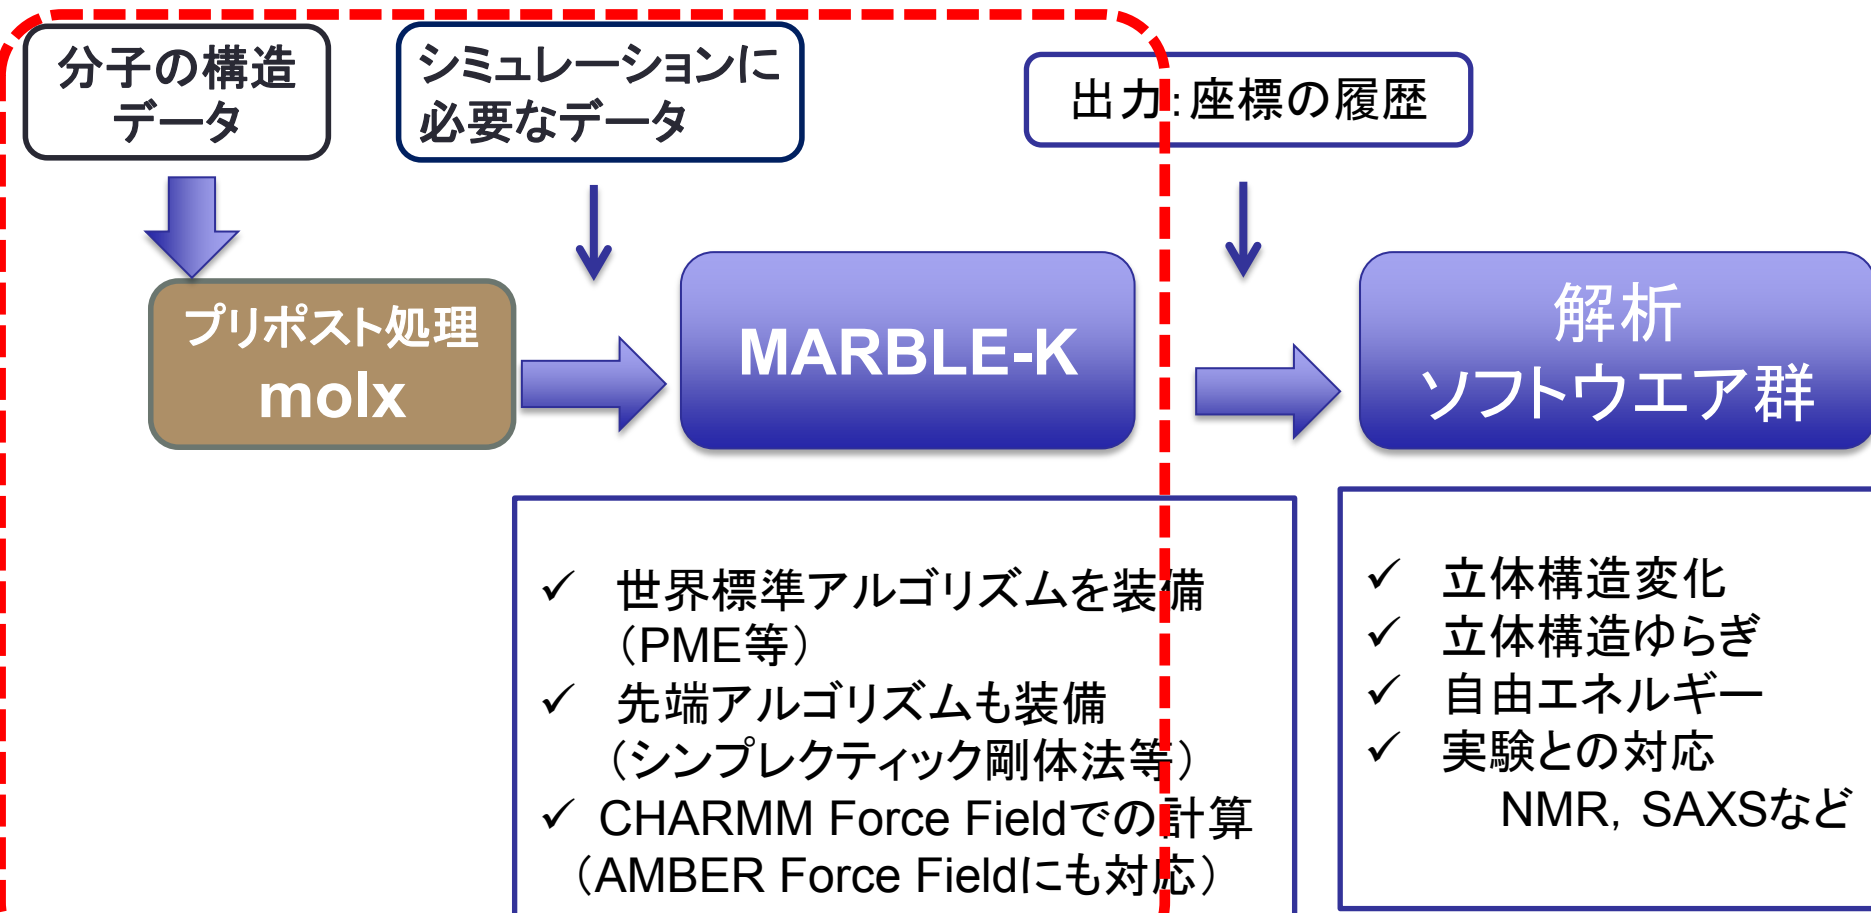 分子の構造
データ
シミュレーションに
必要なデータ
出力:座標の履歴
プリポスト処理
molx
MARBLE-K
解析
ソフトウエア群
✓ 世界標準アルゴリズムを装備
（PME等）
✓ 先端アルゴリズムも装備
（シンプレクティック剛体法等）
✓ CHARMM Force Fieldでの計算
（AMBER Force Fieldにも対応）
✓ 立体構造変化
✓ 立体構造ゆらぎ
✓ 自由エネルギー
✓ 実験との対応
NMR，SAXSなど